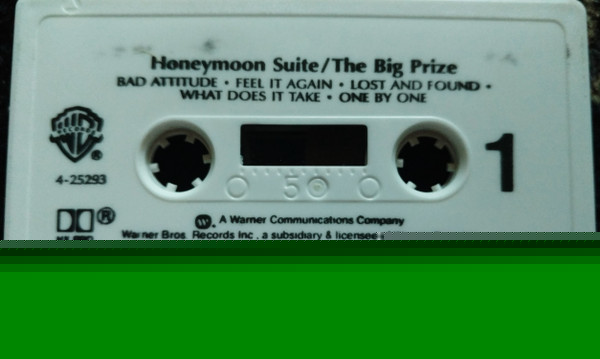 Honeymoon Suite/The Big Prize
BAD ATTITUDE • FEEL IT AGAIN • LOST AND FOUND •
WHAT DOES IT TAKE • ONE BY ONE
RECORDS
®
1
4-25293
50
®
A Warner Communications Company
Warner Bros. Records Inc., a subsidiary & licensee